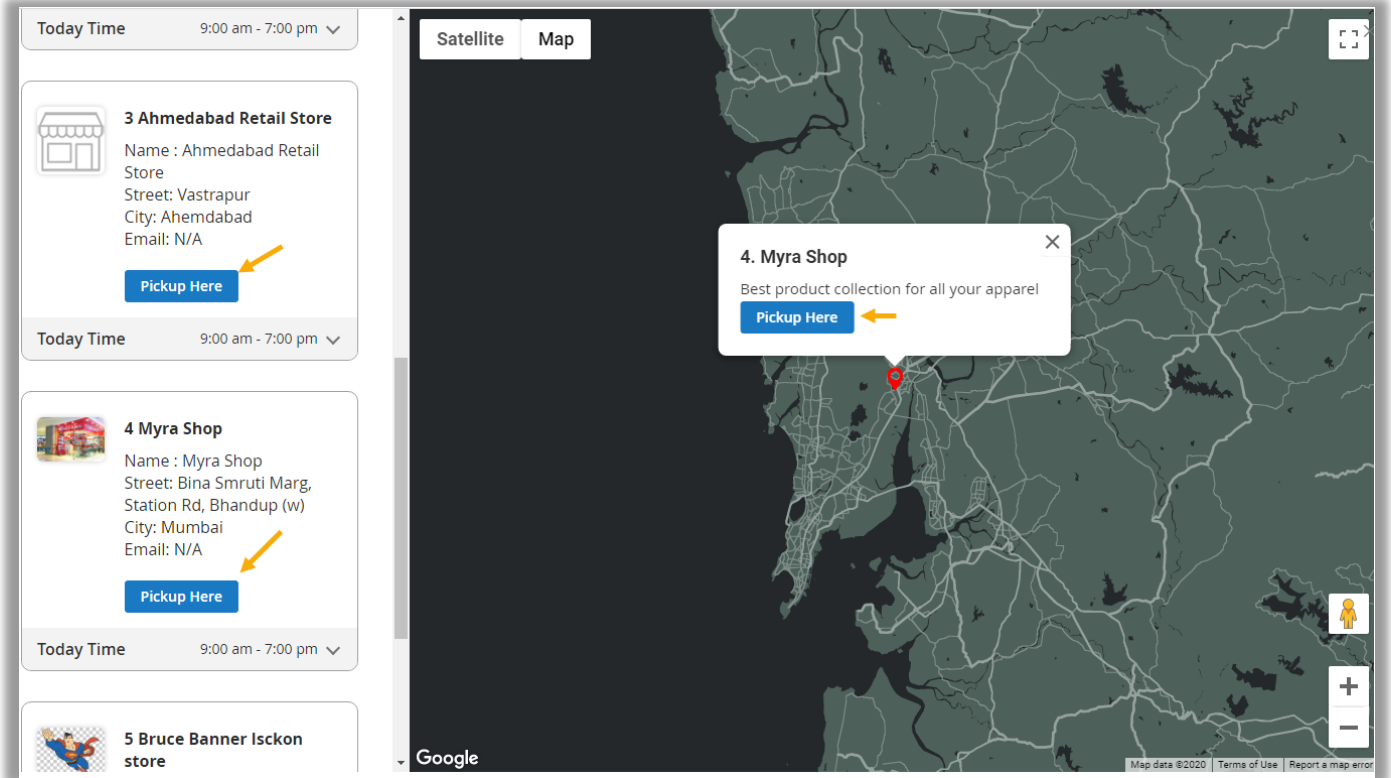 Today Time 9:00 am - 7:00 pm
3 Ahmedabad Retail Store
Name : Ahmedabad Retail
Store
Street: Vastrapur
City: Ahemdabad
Email: N/A
Pickup Here
Today Time 9:00 am - 7:00 pm
4 Myra Shop
Name : Myra Shop
Street: Bina Smruti Marg,
Station Rd, Bhandup (w)
City: Mumbai
Email: N/A
Pickup Here
Today Time 9:00 am - 7:00 pm
5 Bruce Banner Isckon
store
Satellite Map
4. Myra Shop
Best product collection for all your apparel
Pickup Here
Google
Map data ©2020 Terms of Use Report a map error